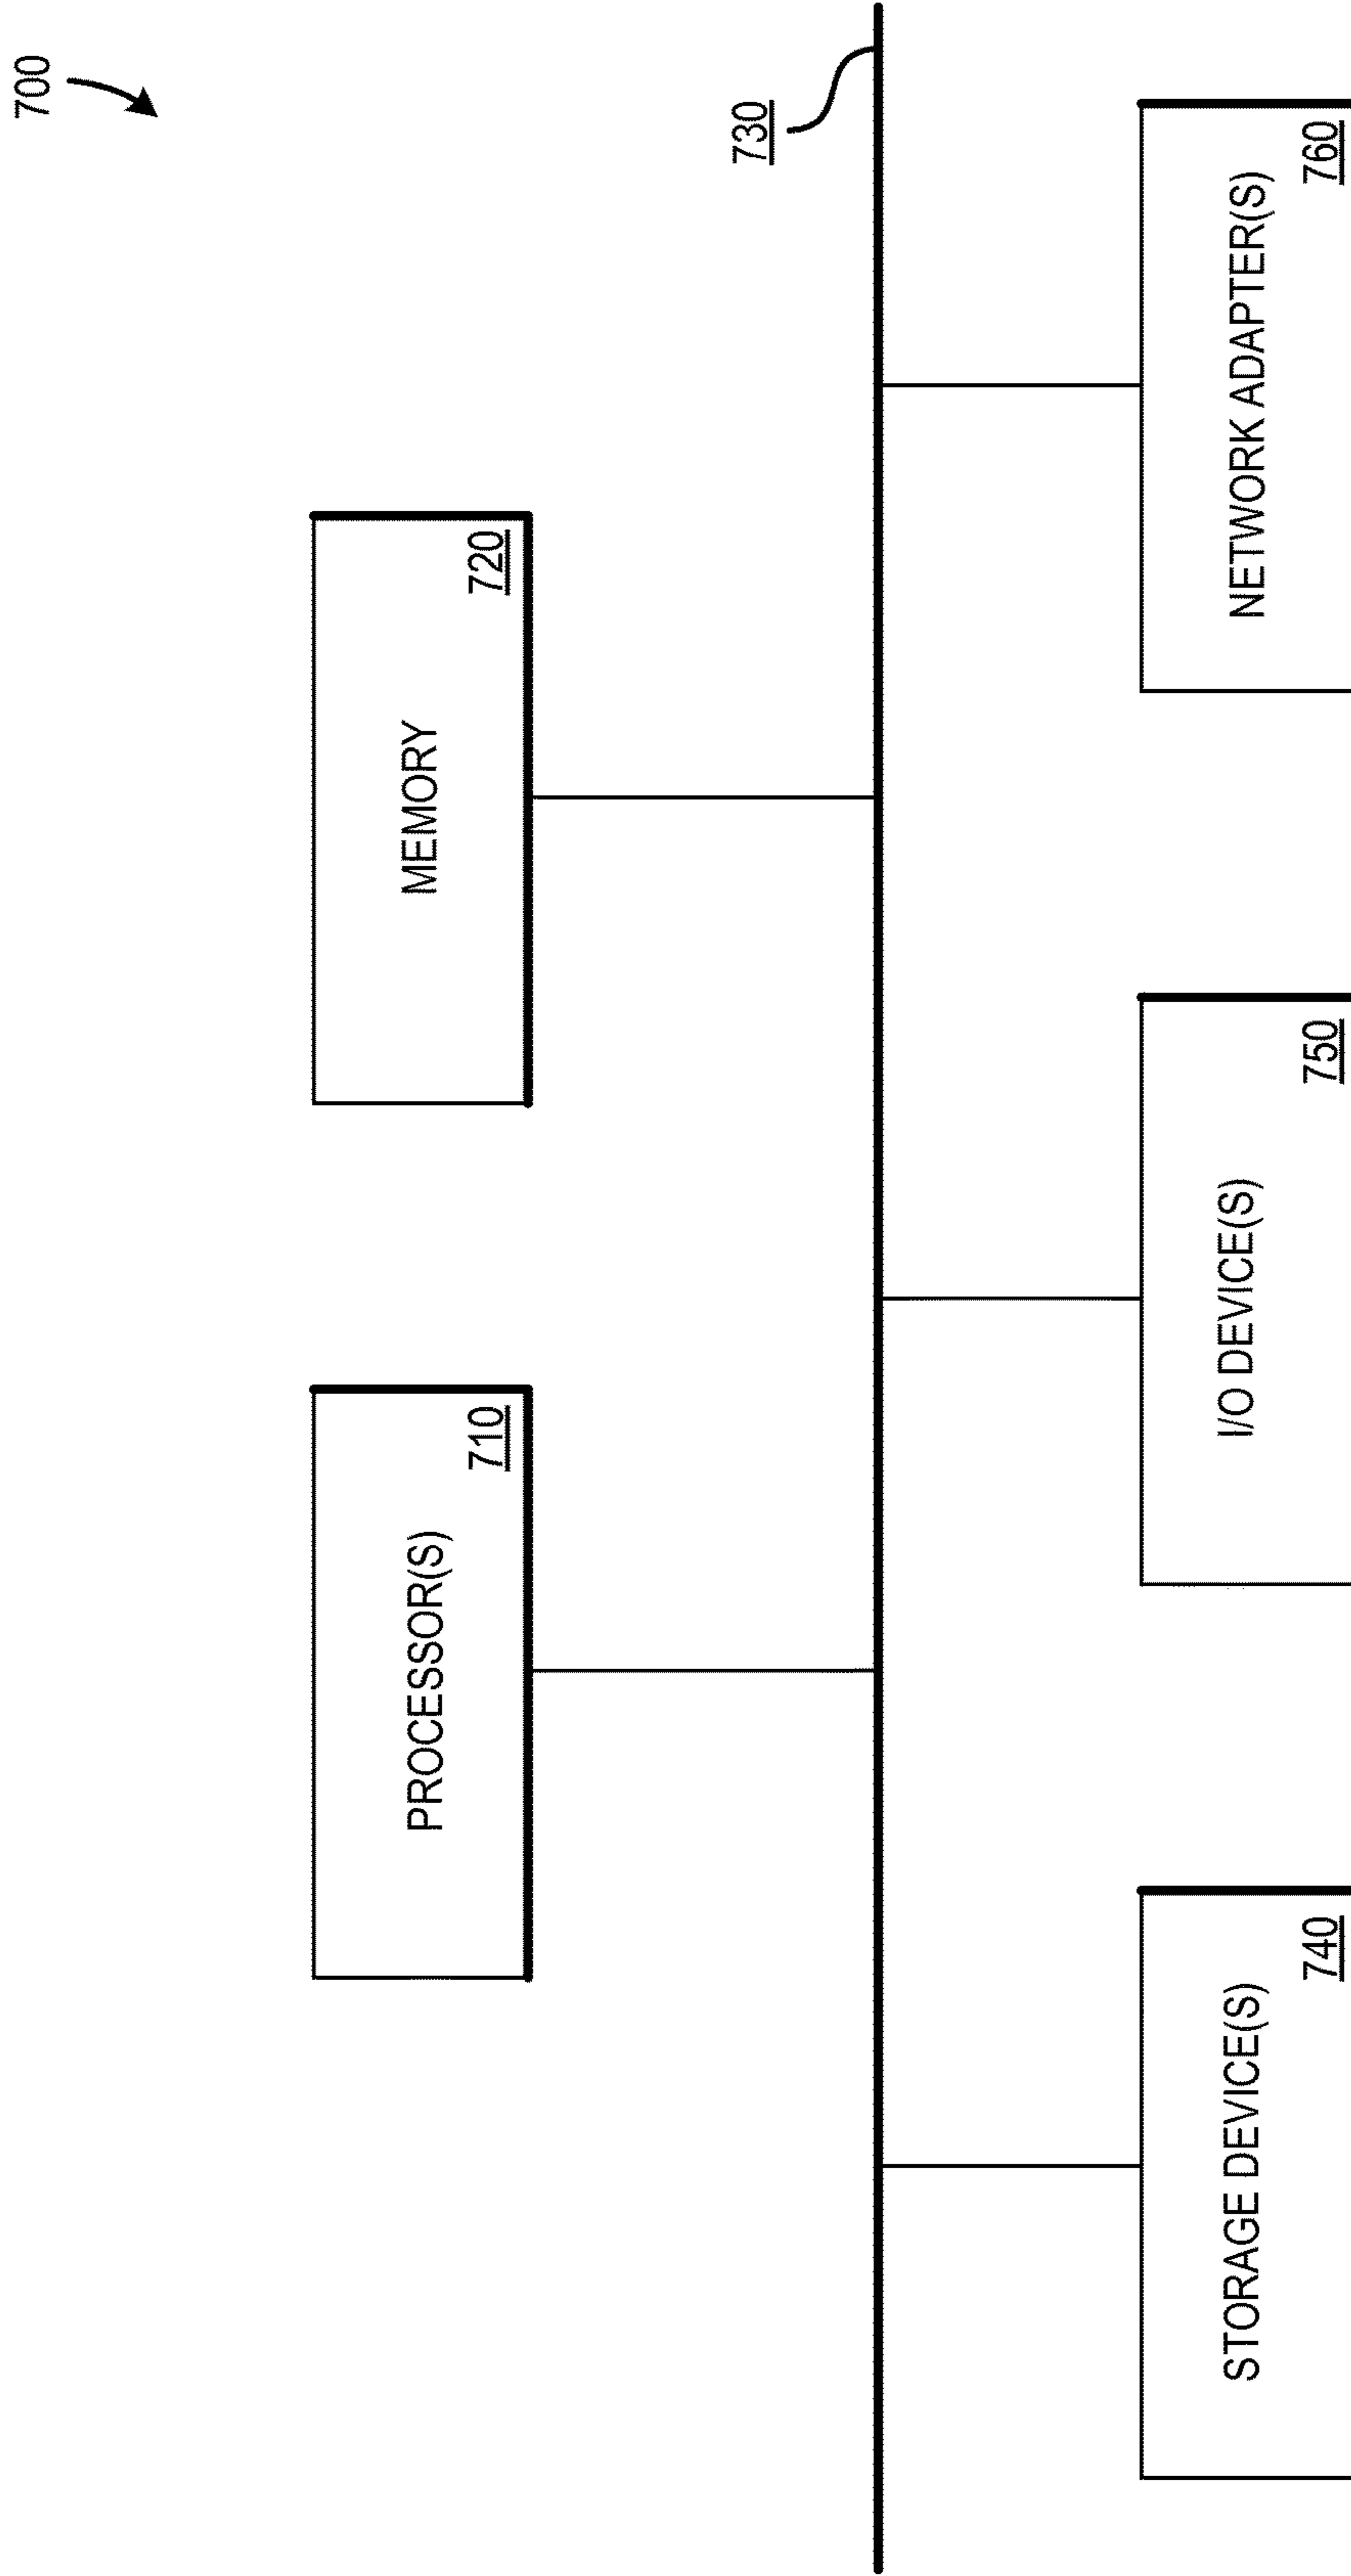 700
PROCESSOR(S)
710
MEMORY
720
730
STORAGE DEVICE(S)
740
I/O DEVICE(S)
750
NETWORK ADAPTER(S)
760